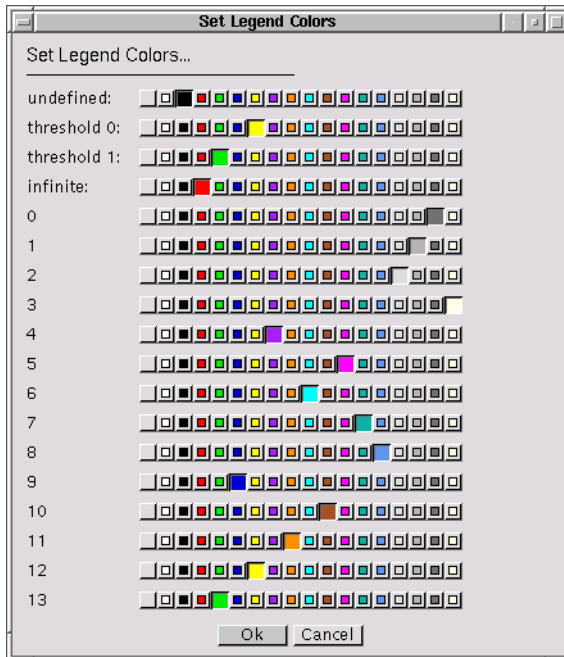 Set Legend Colors
Set Legend Colors...
undefined:
threshold 0:
threshold 1:
infinite:
0
1
2
3
4
5
6
7
8
9
10
11
12
13
Ok Cancel